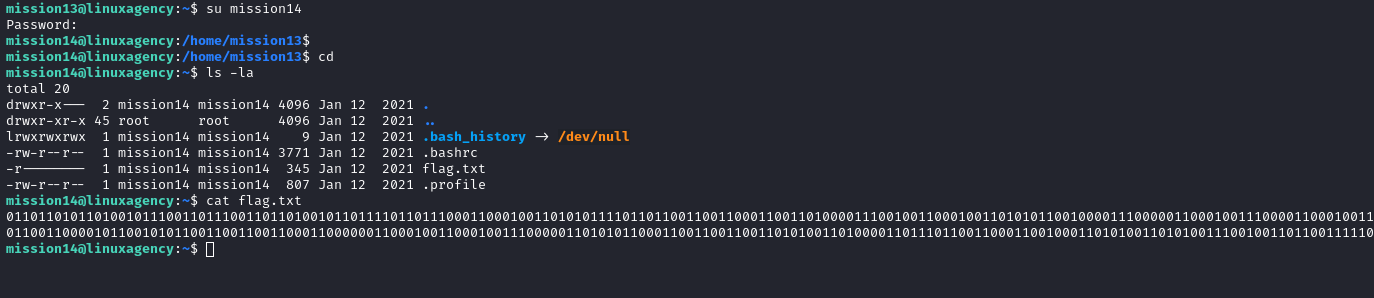 mission13@linuxagency:~$ su mission14
Password:
mission14@linuxagency:/home/mission13$
mission14@linuxagency:/home/mission13$ cd
mission14@linuxagency:~$ ls -la
total 20
drwxr-x--- 2 mission14 mission14 4096 Jan 12 2021 .
drwxr-xr-x 45 root root 4096 Jan 12 2021 ..
lrwxrwxrwx 1 mission14 mission14 9 Jan 12 2021 .bash_history -> /dev/null
-rw-r--r-- 1 mission14 mission14 3771 Jan 12 2021 .bashrc
-r-------- 1 mission14 mission14 345 Jan 12 2021 flag.txt
-rw-r--r-- 1 mission14 mission14 807 Jan 12 2021 .profile
mission14@linuxagency:~$ cat flag.txt
011011010110100101110011011100110110100101101111011011100011000100110101011110110110011001100011001101000011100100110001001101010110010000111000001100010011100001100010011
011001100001011001010110011001100110001100000011000100110001001110000011010101100011001100110011010100110100001101110110011000110010001101010011010100111001001101100111110
mission14@linuxagency:~$